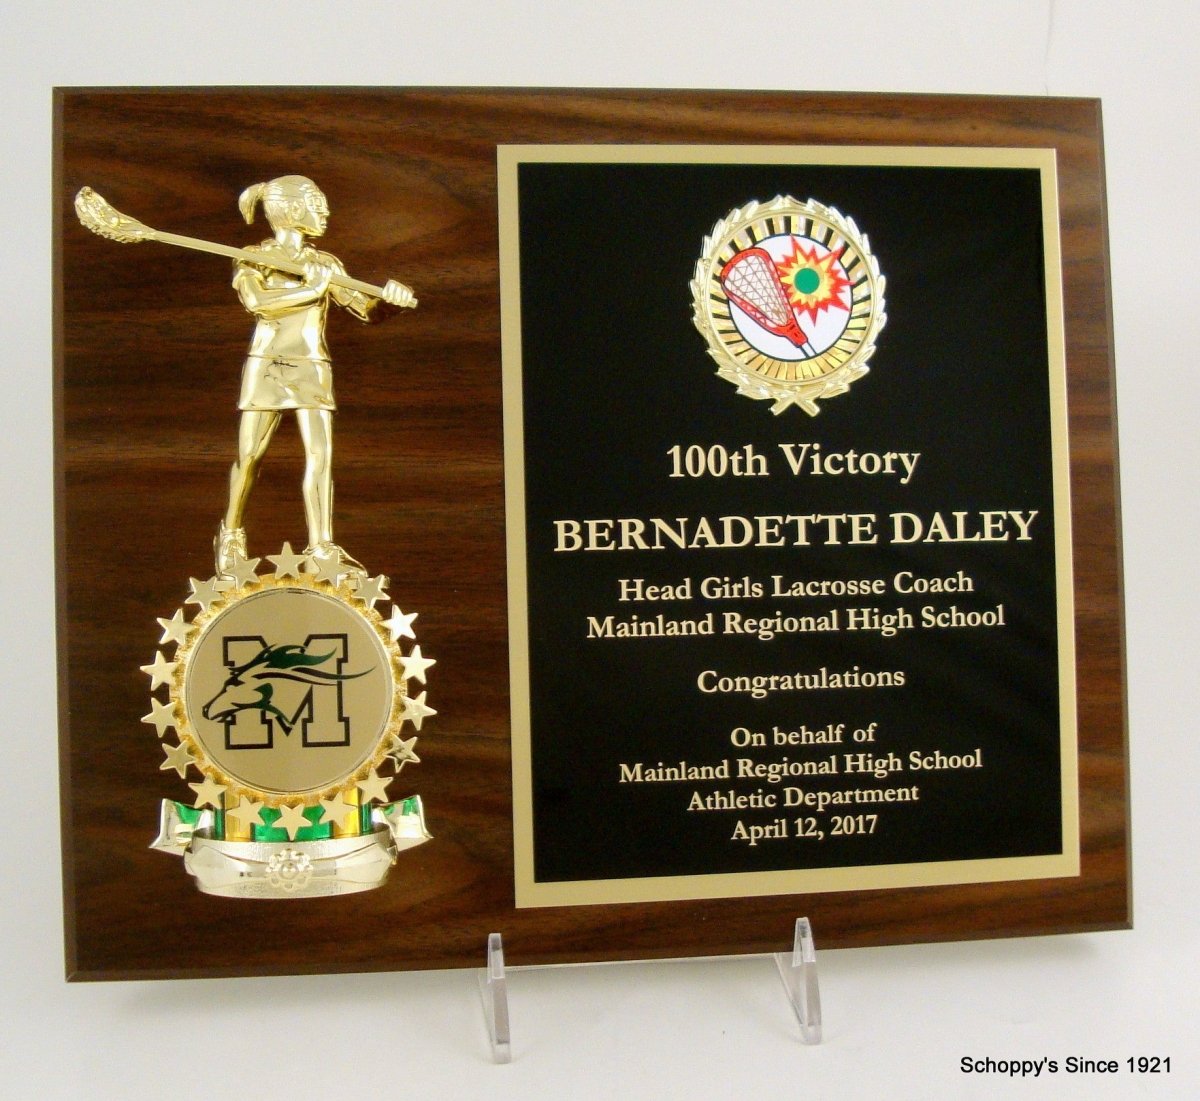 100th Victory
BERNADETTE DALEY
Head Girls Lacrosse Coach
Mainland Regional High School
Congratulations
On behalf of
Mainland Regional High School
Athletic Department
April 12, 2017
M
Schoppy's Since 1921